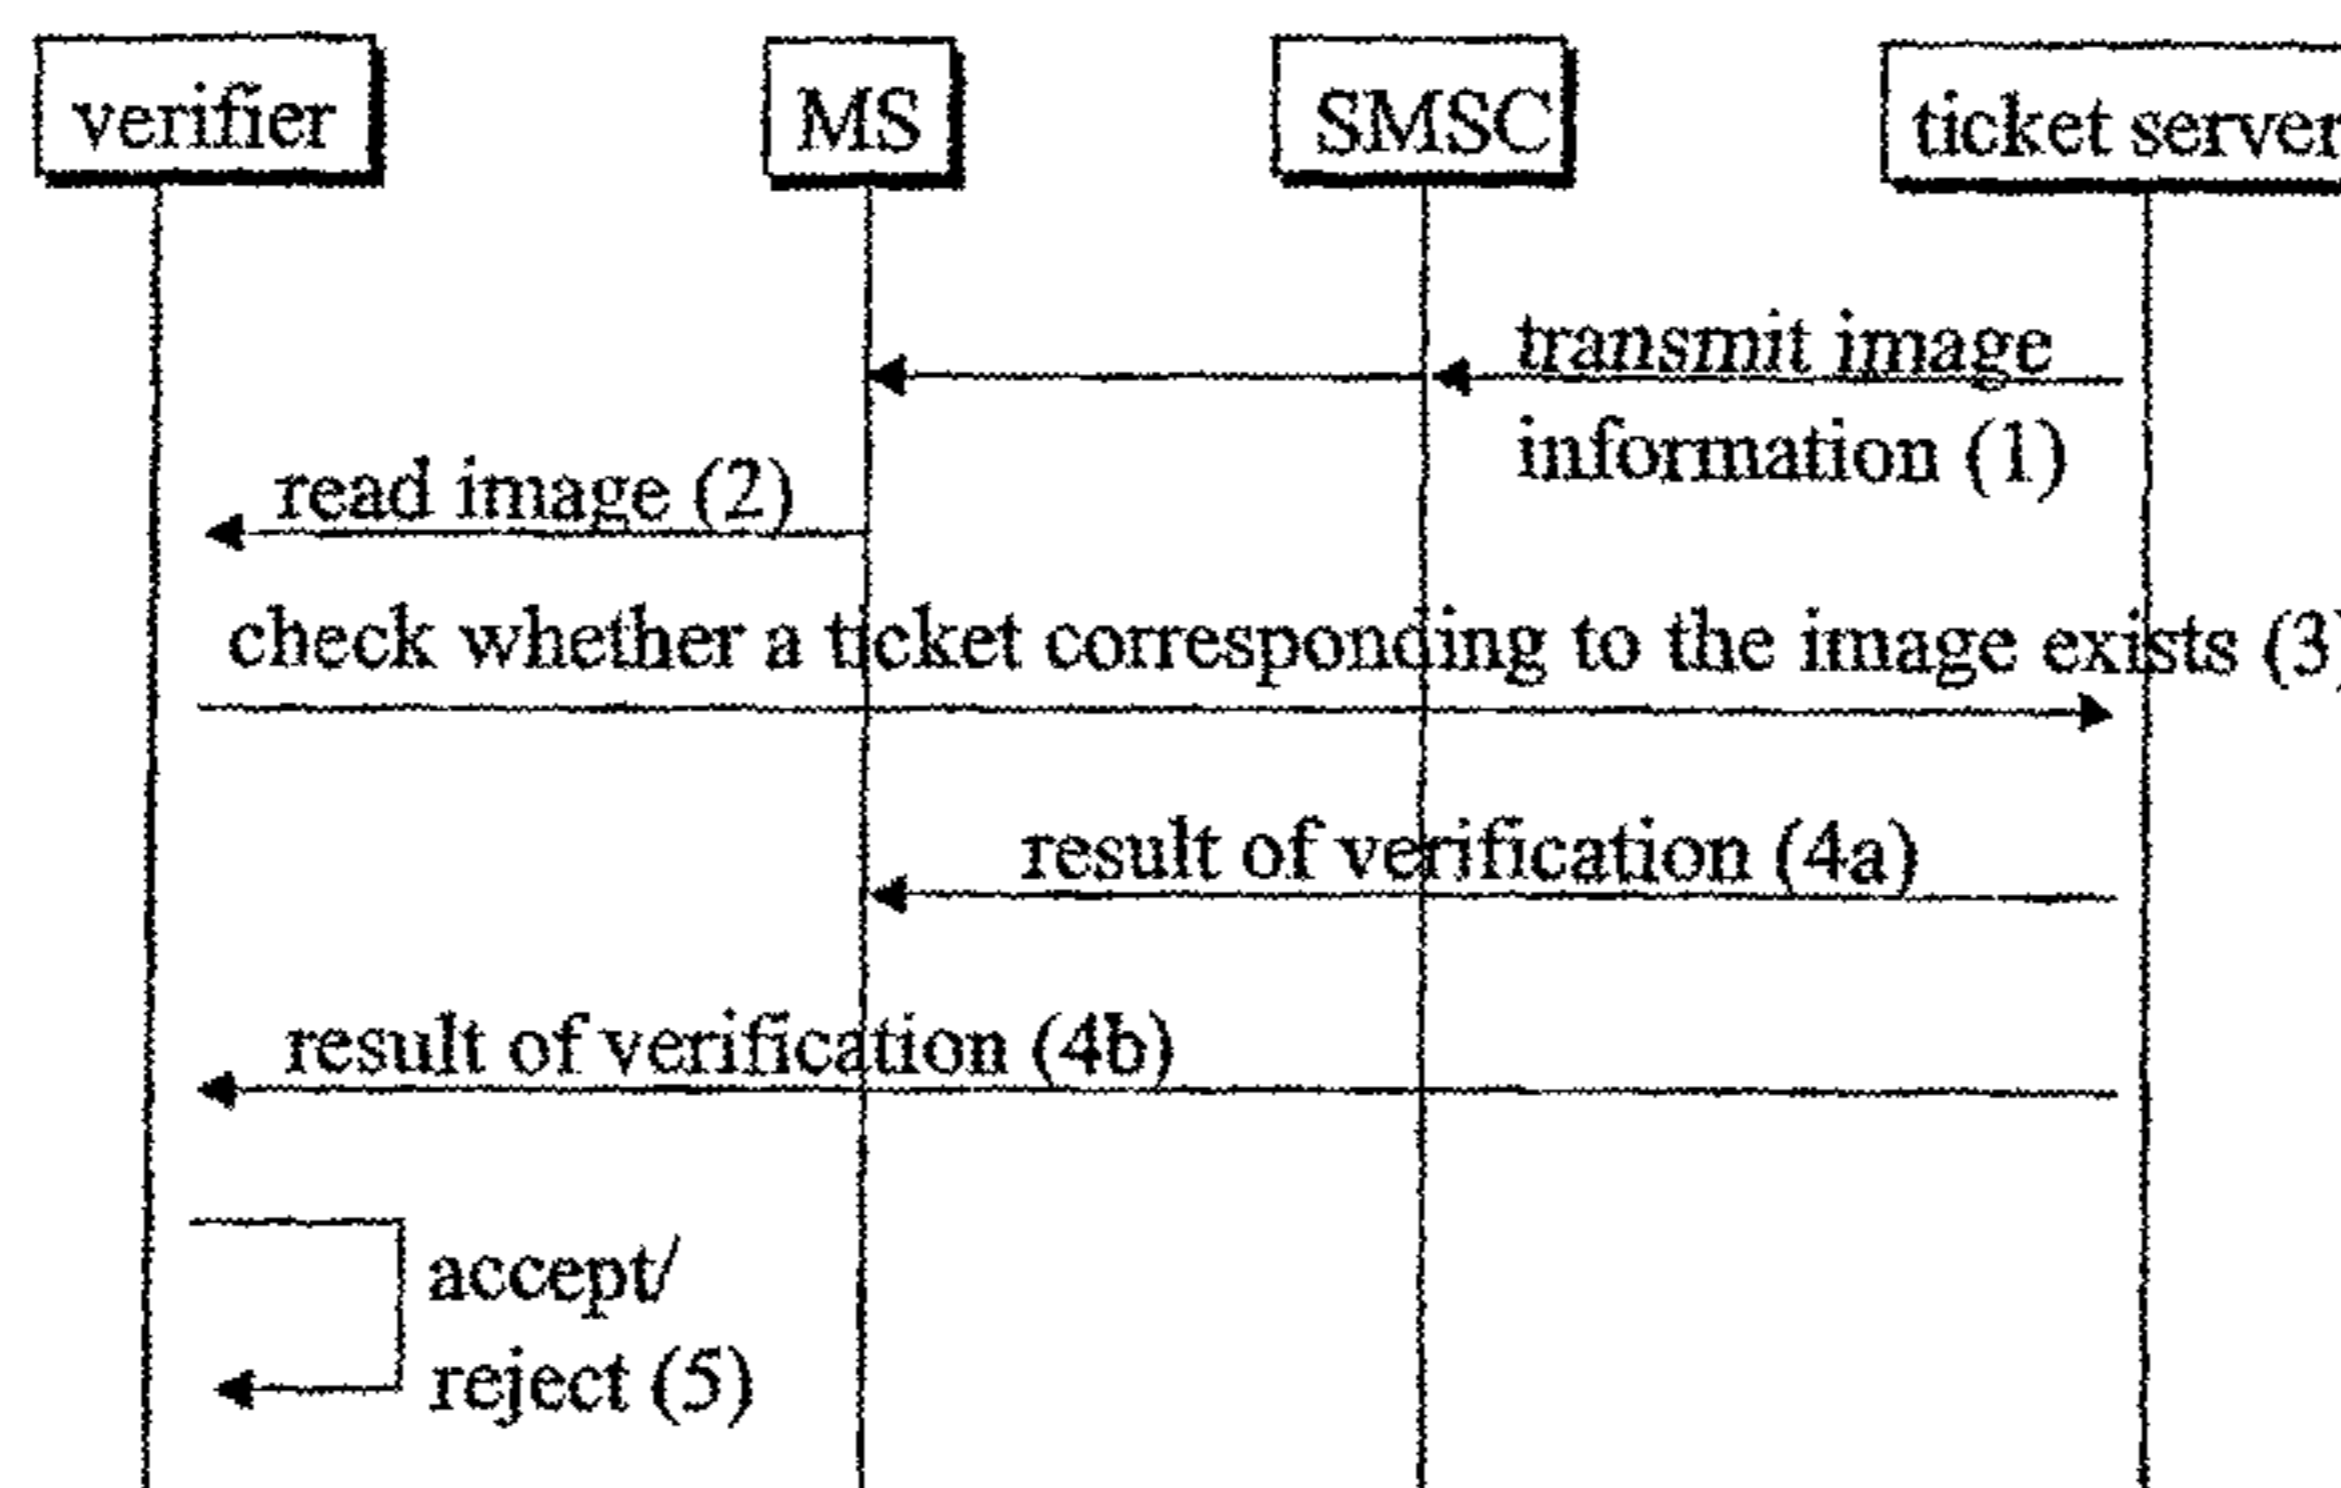 verifier
MS
SMSC
ticket server
transmit image
information (1)
read image (2)
check whether a ticket corresponding to the image exists (3)
result of verification (4a)
result of verification (4b)
accept/
reject (5)